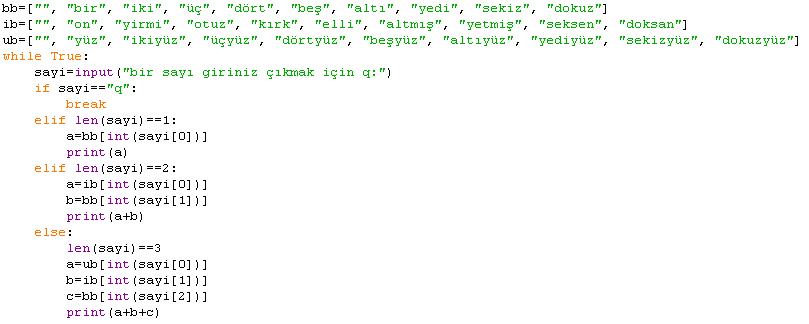 bb=["", "bir", "iki", "üç", "dört", "beş", "altı", "yedi", "sekiz", "dokuz"]
ib=["", "on", "yirmi", "otuz", "kırk", "elli", "altmış", "yetmiş", "seksen", "doksan"]
ub=["", "yüz", "ikiyüz", "üçyüz", "dörtyüz", "beşyüz", "altıyüz", "yediyüz", "sekizyüz", "dokuzyüz"]
while True:
    sayi=input("bir sayı giriniz çıkmak için q:")
    if sayi=="q":
        break
    elif len(sayi)==1:
        a=bb[int(sayi[0])]
        print(a)
    elif len(sayi)==2:
        a=ib[int(sayi[0])]
        b=bb[int(sayi[1])]
        print(a+b)
    else:
        len(sayi)==3
        a=ub[int(sayi[0])]
        b=ib[int(sayi[1])]
        c=bb[int(sayi[2])]
        print(a+b+c)